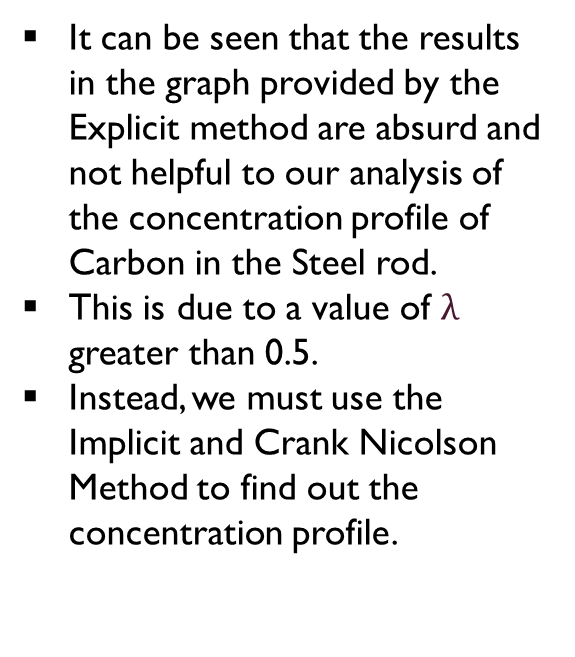 ▪ It can be seen that the results
in the graph provided by the
Explicit method are absurd and
not helpful to our analysis of
the concentration profile of
Carbon in the Steel rod.
▪ This is due to a value of λ
greater than 0.5.
▪ Instead, we must use the
Implicit and Crank Nicolson
Method to find out the
concentration profile.